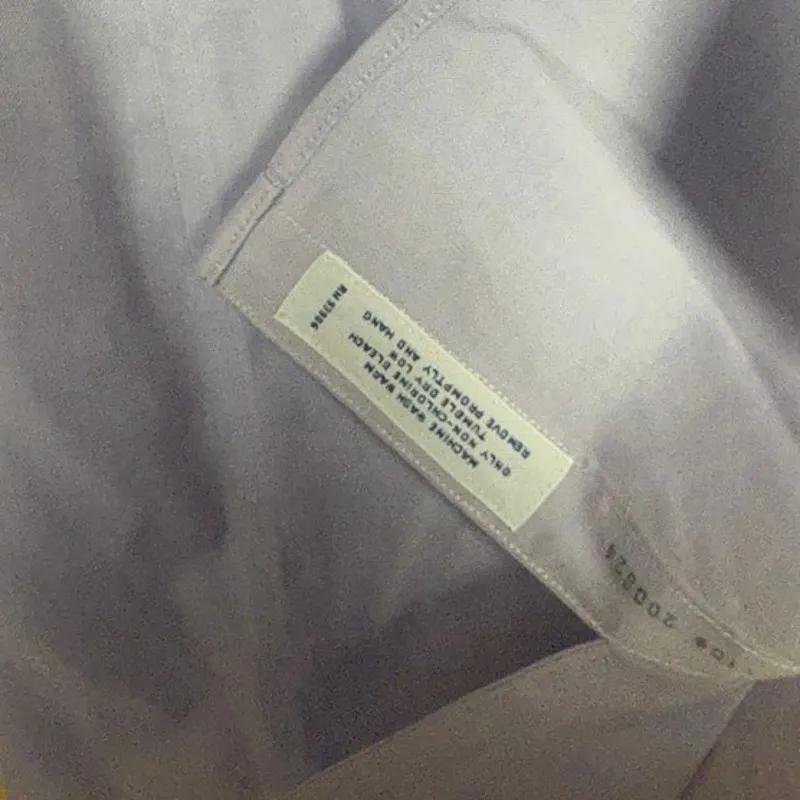 MACHINE WASH WARM
ONLY NON-CHLORINE BLEACH
TUMBLE DRY LOW
REMOVE PROMPTLY AND HANG